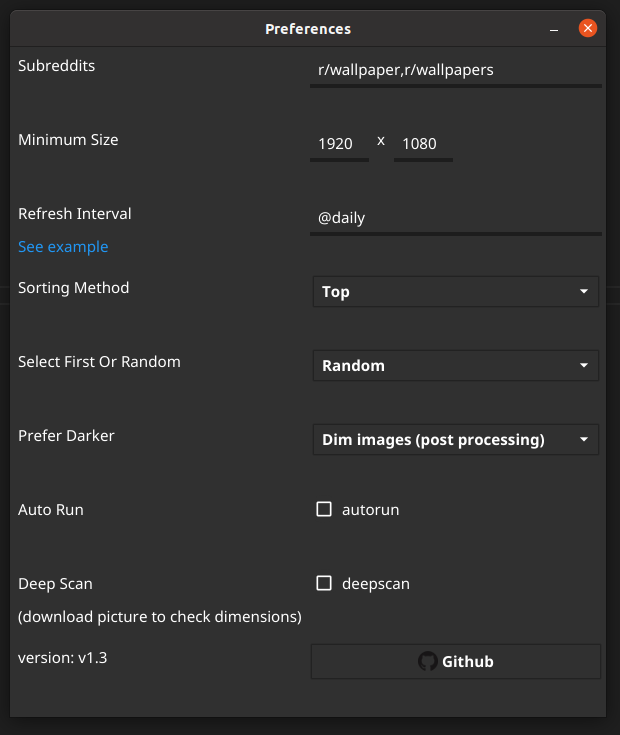 Preferences
Subreddits
r/wallpaper,r/wallpapers
Minimum Size
1920 x 1080
Refresh Interval
@daily
See example
Sorting Method
Top
Select First Or Random
Random
Prefer Darker
Dim images (post processing)
Auto Run
autorun
Deep Scan
deepscan
(download picture to check dimensions)
version: v1.3
Github